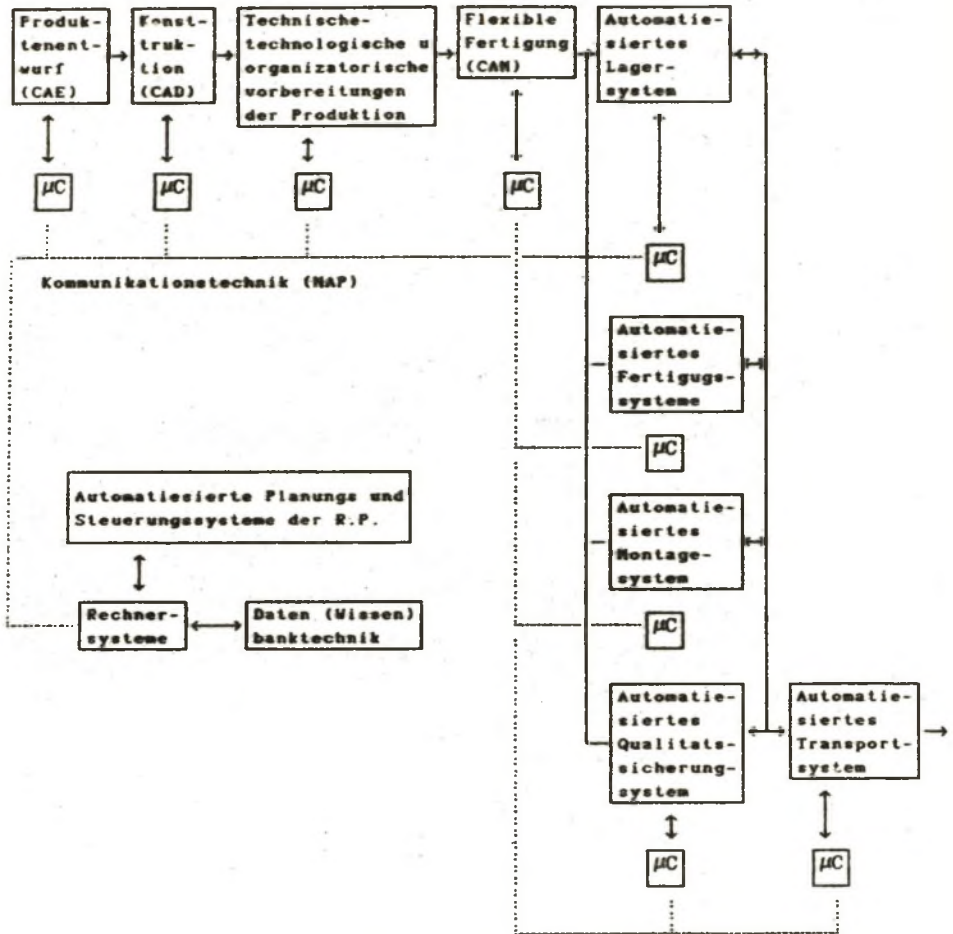 Produk-
tenent-
wurf
(CAE)
Konst-
truk-
tion
(CAD)
Technische-
technologische u
organizatorische
vorbereitungen
der Produktion
Flexible
Fertigung
(CAM)
Automatie-
siertes
Lager-
system
µC
µC
µC
µC
µC
Kommunikationstechnik (MAP)
Automatie-
siertes
Fertigugs-
systeme
µC
Automatiesierte Planungs und
Steuerungssysteme der R.P.
Automatie-
siertes
Montage-
system
Rechner-
systeme
Daten (Wissen)
banktechnik
µC
Automatie-
siertes
Qualitats-
sicherung-
system
Automatie-
siertes
Transport-
system
µC
µC